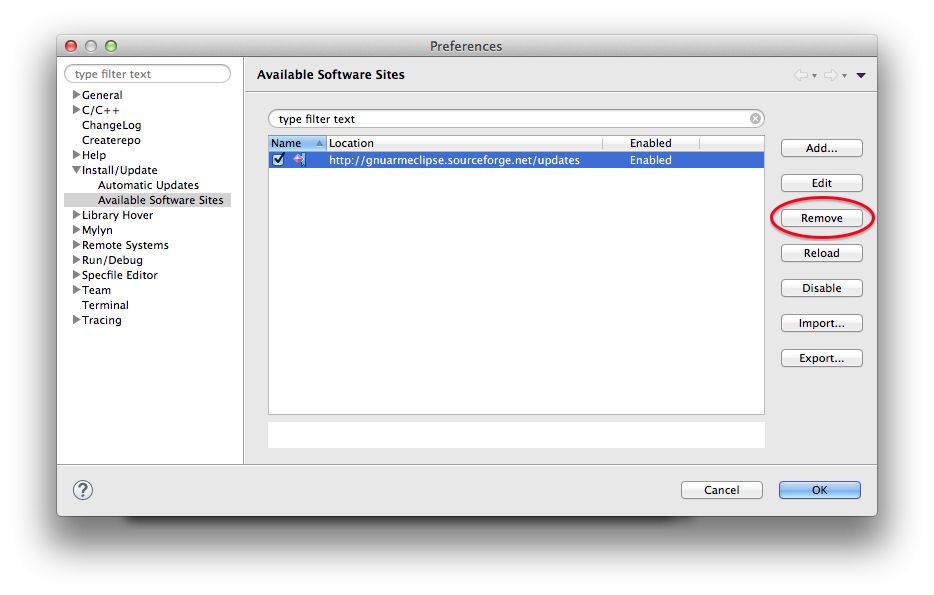 Preferences
type filter text
General
C/C++
ChangeLog
Createrepo
Help
Install/Update
Automatic Updates
Available Software Sites
Library Hover
Mylyn
Remote Systems
Run/Debug
Specfile Editor
Team
Terminal
Tracing
Available Software Sites
type filter text
Name Location Enabled
http://gnuarmeclipse.sourceforge.net/updates Enabled
Add...
Edit
Remove
Reload
Disable
Import...
Export...
?
Cancel OK